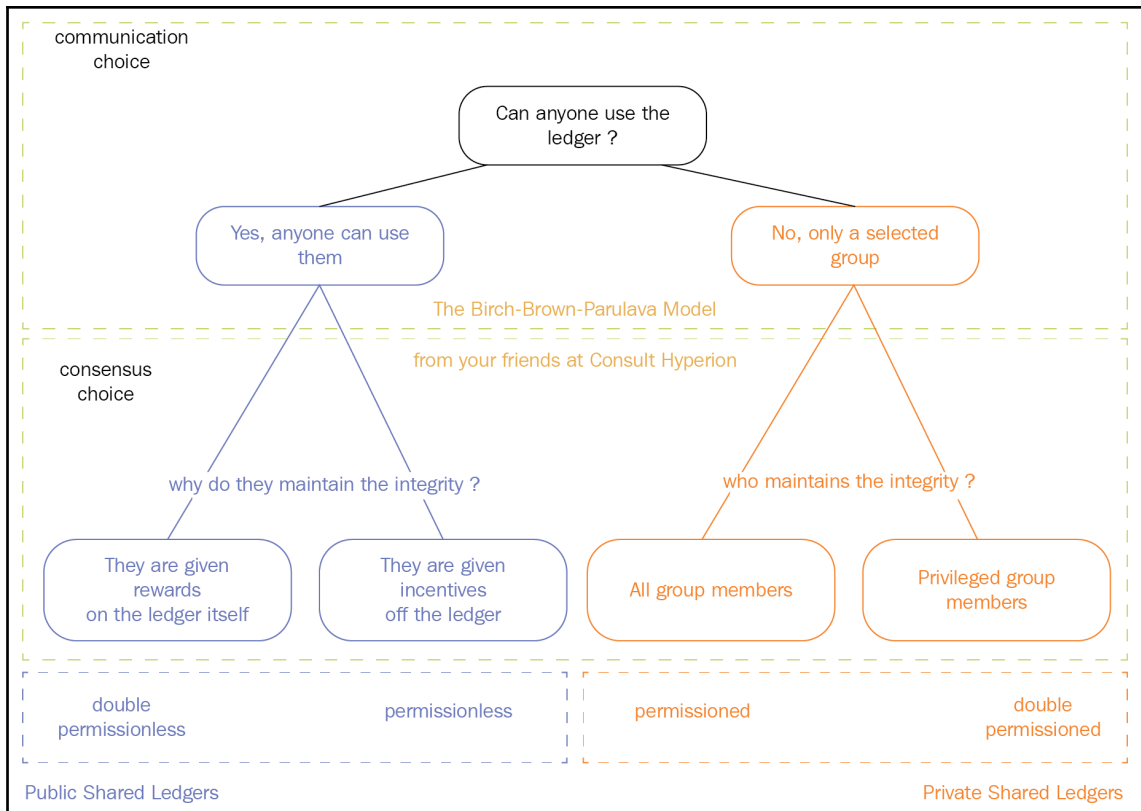 communication
choice
Can anyone use the
ledger ?
Yes, anyone can use
them
No, only a selected
group
The Birch-Brown-Parulava Model
from your friends at Consult Hyperion
consensus
choice
why do they maintain the integrity ?
who maintains the integrity ?
They are given
rewards
on the ledger itself
They are given
incentives
off the ledger
All group members
Privileged group
members
double
permissionless
permissionless
permissioned
double
permissioned
Public Shared Ledgers
Private Shared Ledgers